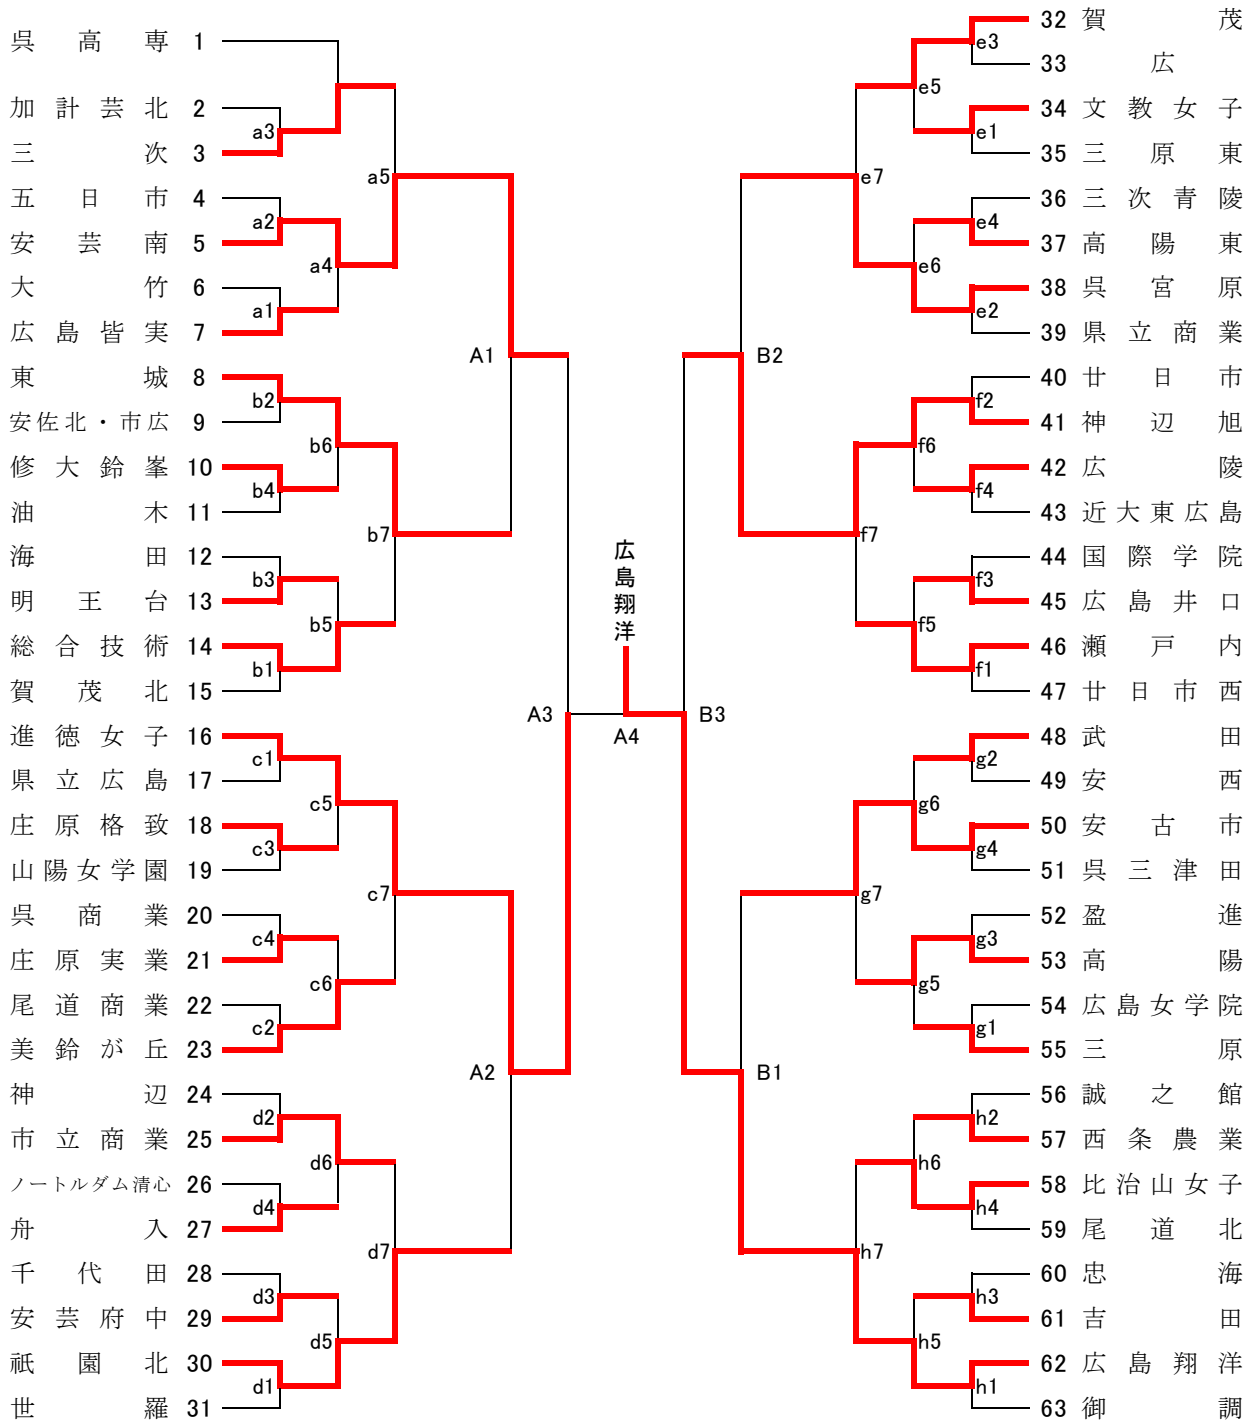 呉高専 1
加計芸北 2
a3
三次 3
a5
五日市 4
a2
安芸南 5
a4
大竹 6
a1
広島皆実 7
A1
東城 8
b2
安佐北・市広 9
b6
修大鈴峯 10
b4
油木 11
b7
海田 12
b3
明王台 13
b5
総合技術 14
b1
賀茂北 15
A3
進徳女子 16
c1
県立広島 17
c5
庄原格致 18
c3
山陽女学園 19
c7
呉商業 20
c4
庄原実業 21
c6
尾道商業 22
c2
美鈴が丘 23
A2
神辺 24
d2
市立商業 25
d6
ノートルダム清心 26
d4
舟入 27
d7
千代田 28
d3
安芸府中 29
d5
祇園北 30
d1
世羅 31
広島翔洋
A4
32 賀茂
e3
33 広
e5
34 文教女子
e1
35 三原東
e7
36 三次青陵
e4
37 高陽東
e6
38 呉宮原
e2
39 県立商業
B2
40 廿日市
f2
41 神辺旭
f6
42 広陵
f4
43 近大東広島
f7
44 国際学院
f3
45 広島井口
f5
46 瀬戸内
f1
47 廿日市西
B3
48 武田
g2
49 安西
g6
50 安古市
g4
51 呉三津田
g7
52 盈進
g3
53 高陽
g5
54 広島女学院
g1
55 三原
B1
56 誠之館
h2
57 西条農業
h6
58 比治山女子
h4
59 尾道北
h7
60 忠海
h3
61 吉田
h5
62 広島翔洋
h1
63 御調